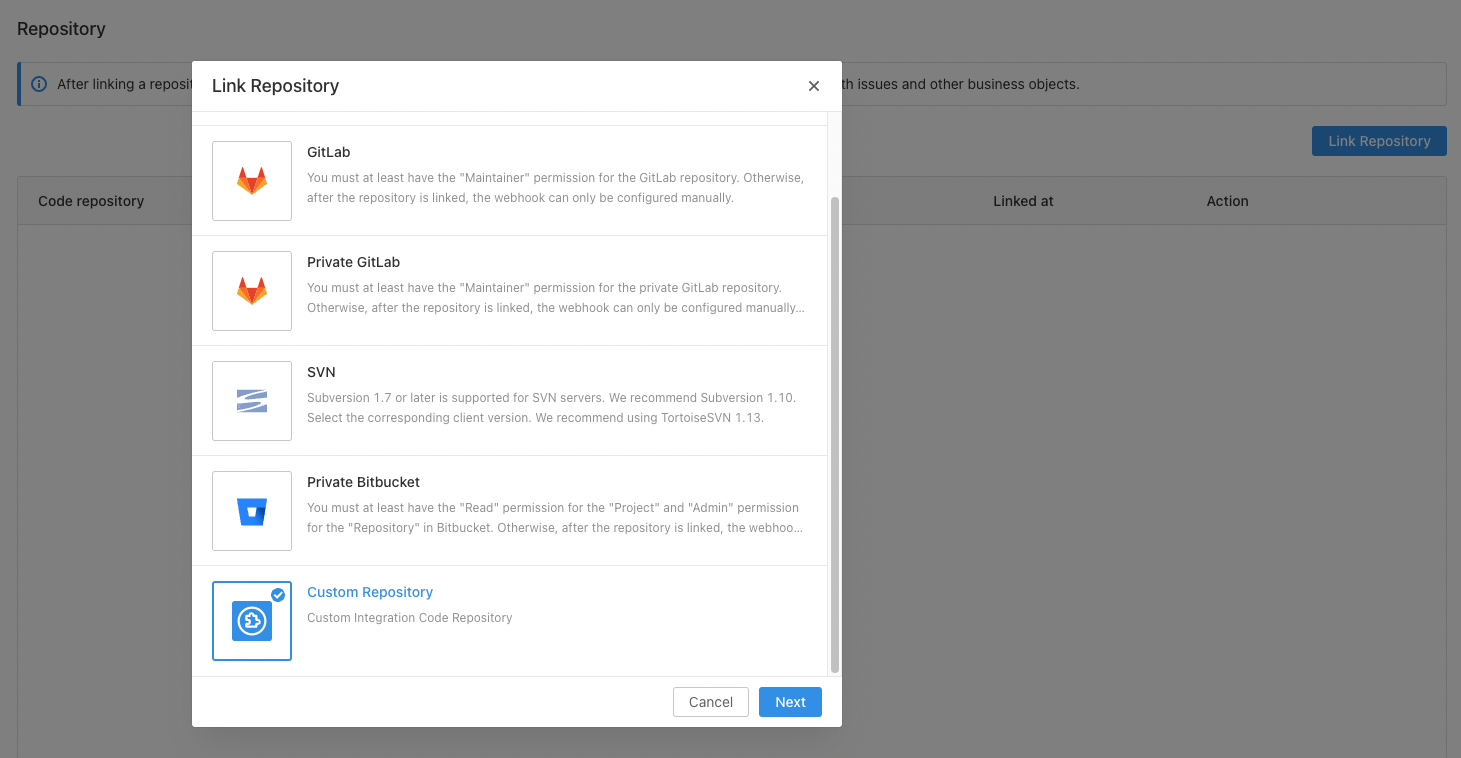 Repository
After linking a reposit
th issues and other business objects.
Link Repository
Link Repository
Code repository
Linked at
Action
GitLab
You must at least have the "Maintainer" permission for the GitLab repository. Otherwise,
after the repository is linked, the webhook can only be configured manually.
Private GitLab
You must at least have the "Maintainer" permission for the private GitLab repository.
Otherwise, after the repository is linked, the webhook can only be configured manually...
SVN
Subversion 1.7 or later is supported for SVN servers. We recommend Subversion 1.10.
Select the corresponding client version. We recommend using TortoiseSVN 1.13.
Private Bitbucket
You must at least have the "Read" permission for the "Project" and "Admin" permission
for the "Repository" in Bitbucket. Otherwise, after the repository is linked, the webhoo...
Custom Repository
Custom Integration Code Repository
Cancel
Next